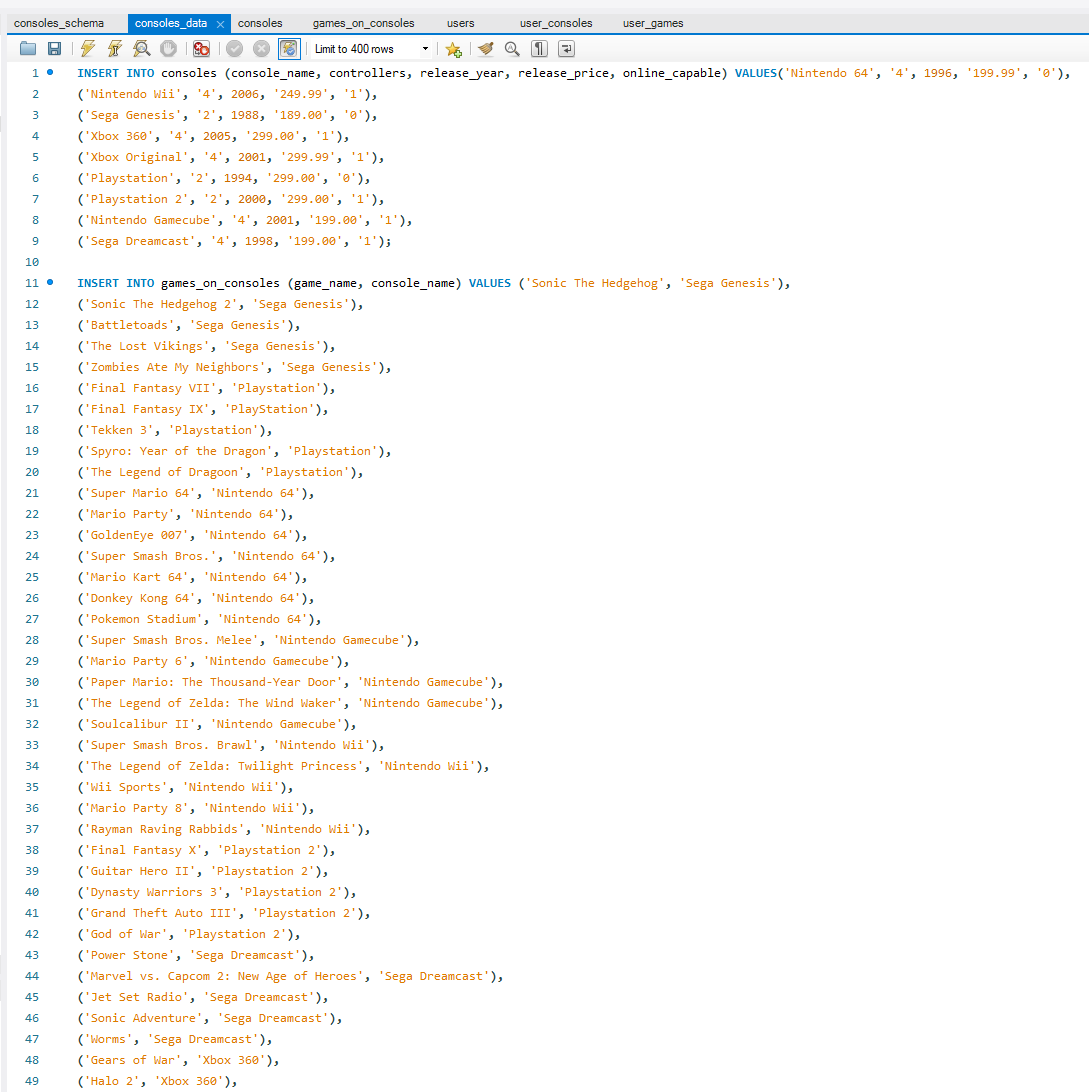 consoles_schema consoles_data consoles games_on_consoles users user_consoles user_games
Limit to 400 rows
1 INSERT INTO consoles (console_name, controllers, release_year, release_price, online_capable) VALUES('Nintendo 64', '4', 1996, '199.99', '0'),
2 ('Nintendo Wii', '4', 2006, '249.99', '1'),
3 ('Sega Genesis', '2', 1988, '189.00', '0'),
4 ('Xbox 360', '4', 2005, '299.00', '1'),
5 ('Xbox Original', '4', 2001, '299.99', '1'),
6 ('Playstation', '2', 1994, '299.00', '0'),
7 ('Playstation 2', '2', 2000, '299.00', '1'),
8 ('Nintendo Gamecube', '4', 2001, '199.00', '1'),
9 ('Sega Dreamcast', '4', 1998, '199.00', '1');
10
11 INSERT INTO games_on_consoles (game_name, console_name) VALUES ('Sonic The Hedgehog', 'Sega Genesis'),
12 ('Sonic The Hedgehog 2', 'Sega Genesis'),
13 ('Battletoads', 'Sega Genesis'),
14 ('The Lost Vikings', 'Sega Genesis'),
15 ('Zombies Ate My Neighbors', 'Sega Genesis'),
16 ('Final Fantasy VII', 'Playstation'),
17 ('Final Fantasy IX', 'PlayStation'),
18 ('Tekken 3', 'Playstation'),
19 ('Spyro: Year of the Dragon', 'Playstation'),
20 ('The Legend of Dragoon', 'Playstation'),
21 ('Super Mario 64', 'Nintendo 64'),
22 ('Mario Party', 'Nintendo 64'),
23 ('GoldenEye 007', 'Nintendo 64'),
24 ('Super Smash Bros.', 'Nintendo 64'),
25 ('Mario Kart 64', 'Nintendo 64'),
26 ('Donkey Kong 64', 'Nintendo 64'),
27 ('Pokemon Stadium', 'Nintendo 64'),
28 ('Super Smash Bros. Melee', 'Nintendo Gamecube'),
29 ('Mario Party 6', 'Nintendo Gamecube'),
30 ('Paper Mario: The Thousand-Year Door', 'Nintendo Gamecube'),
31 ('The Legend of Zelda: The Wind Waker', 'Nintendo Gamecube'),
32 ('Soulcalibur II', 'Nintendo Gamecube'),
33 ('Super Smash Bros. Brawl', 'Nintendo Wii'),
34 ('The Legend of Zelda: Twilight Princess', 'Nintendo Wii'),
35 ('Wii Sports', 'Nintendo Wii'),
36 ('Mario Party 8', 'Nintendo Wii'),
37 ('Rayman Raving Rabbids', 'Nintendo Wii'),
38 ('Final Fantasy X', 'Playstation 2'),
39 ('Guitar Hero II', 'Playstation 2'),
40 ('Dynasty Warriors 3', 'Playstation 2'),
41 ('Grand Theft Auto III', 'Playstation 2'),
42 ('God of War', 'Playstation 2'),
43 ('Power Stone', 'Sega Dreamcast'),
44 ('Marvel vs. Capcom 2: New Age of Heroes', 'Sega Dreamcast'),
45 ('Jet Set Radio', 'Sega Dreamcast'),
46 ('Sonic Adventure', 'Sega Dreamcast'),
47 ('Worms', 'Sega Dreamcast'),
48 ('Gears of War', 'Xbox 360'),
49 ('Halo 2', 'Xbox 360'),